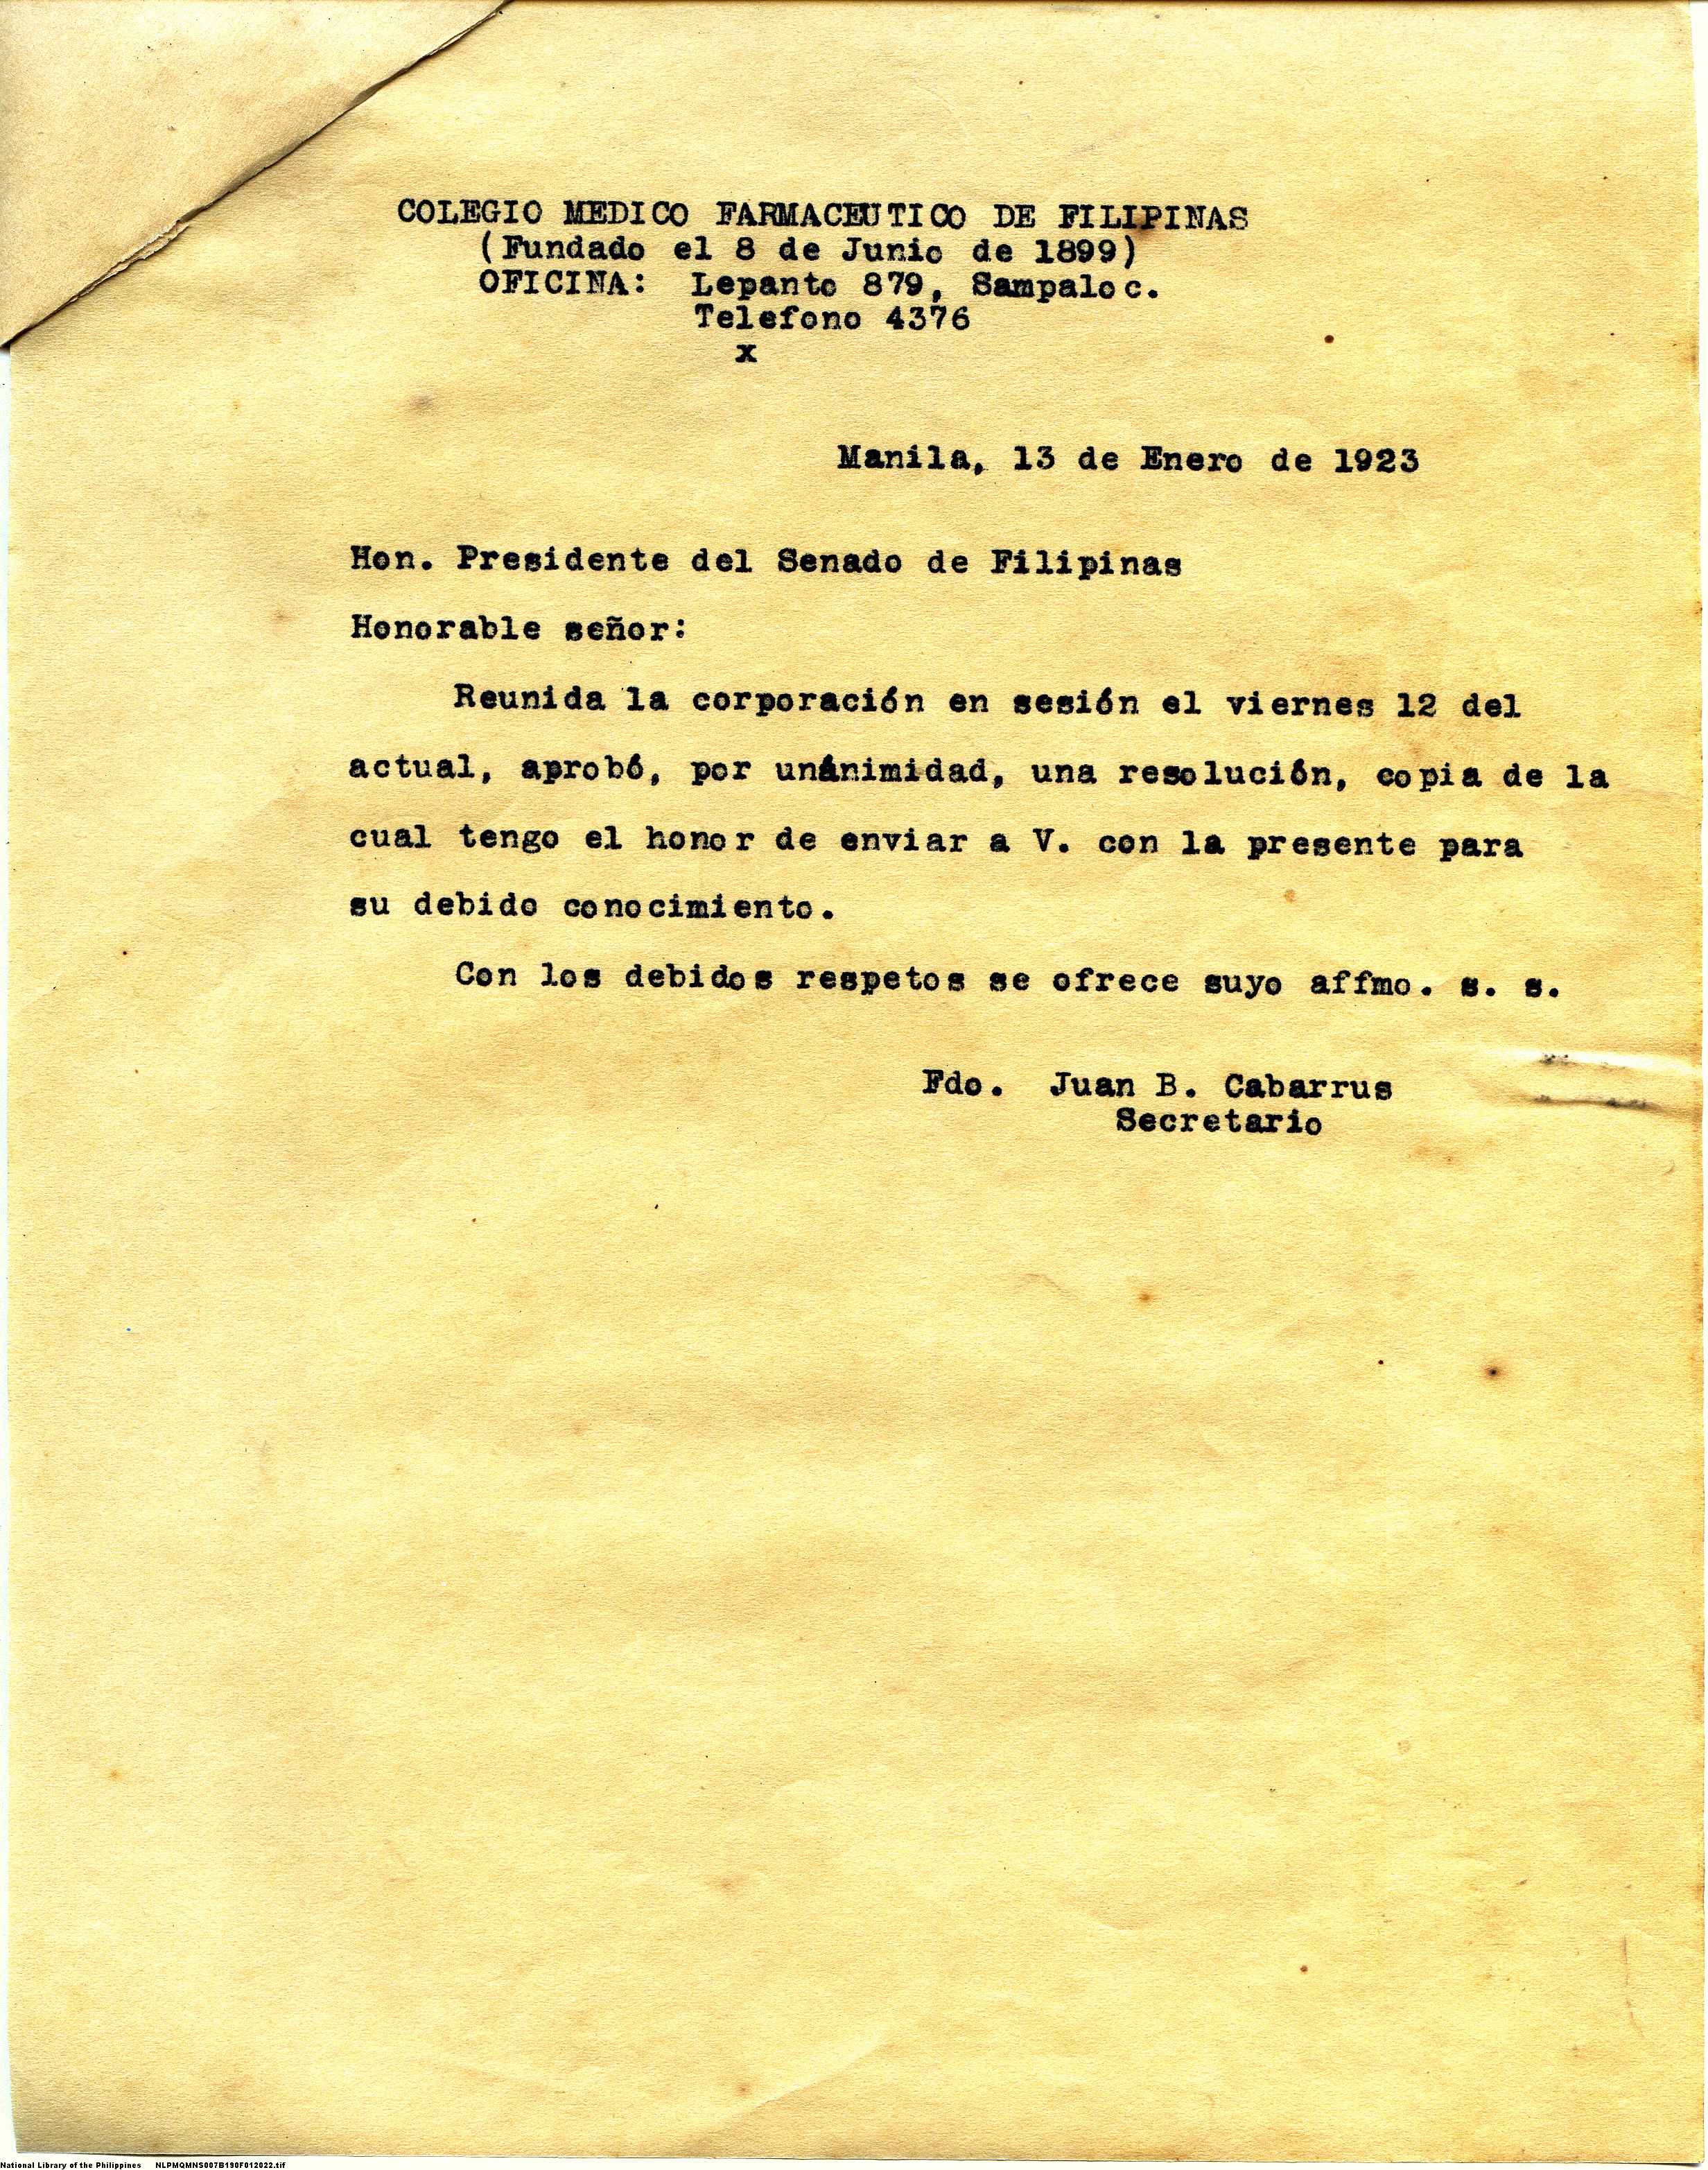 COLEGIO MEDICO FARMACEUTICO DE FILIPINAS
(Fundado el 8 de Junio de 1899)
OFICINA: Lepanto 879, Sampaloc.
Telefono 4376
x
Manila, 13 de Enero de 1923
Hon. Presidente del Senado de Filipinas
Honorable señor:
Reunida la corporación en sesión el viernes 12 del
actual, aprobó, por unánimidad, una resolución, copia de la
cual tengo el honor de enviar a V. con la presente para
su debido conocimiento.
Con los debidos respetos se ofrece suyo affmo. s. s.
Fdo. Juan B. Cabarrus
Secretario
National Library of the Philippines NLPMQMNS007B190F012022.tif